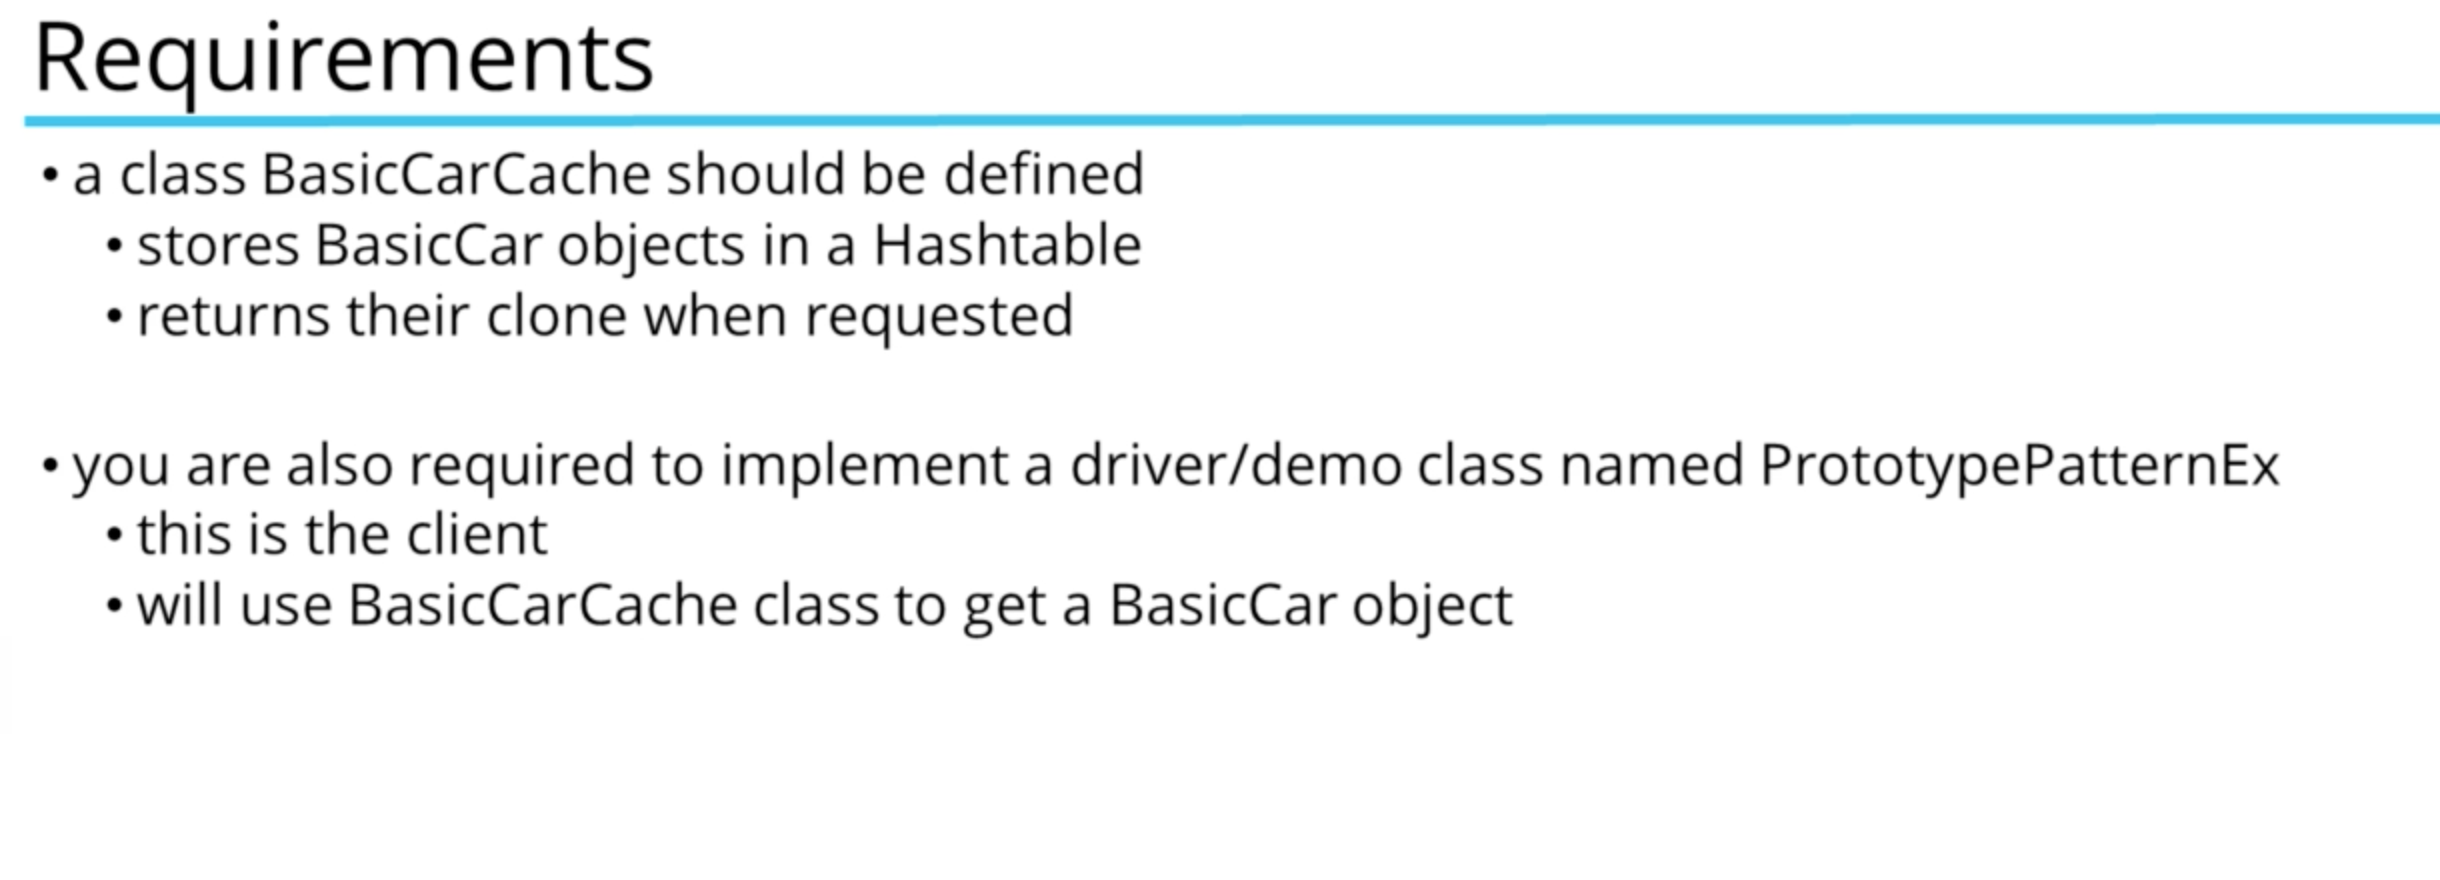 Requirements
• a class BasicCarCache should be defined
• stores BasicCar objects in a Hashtable
• returns their clone when requested
• you are also required to implement a driver/demo class named PrototypePatternEx
• this is the client
• will use BasicCarCache class to get a BasicCar object